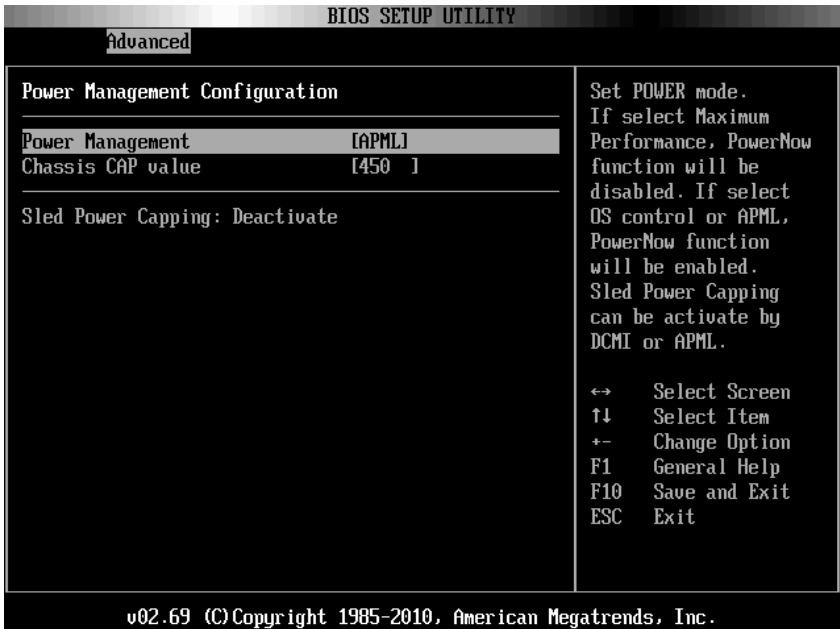 BIOS SETUP UTILITY
Advanced
Power Management Configuration
Power Management [APML]
Chassis CAP value [450 ]
Sled Power Capping: Deactivate
Set POWER mode.
If select Maximum
Performance, PowerNow
function will be
disabled. If select
OS control or APML,
PowerNow function
will be enabled.
Sled Power Capping
can be activate by
DCMI or APML.
↔ Select Screen
↑↓ Select Item
+- Change Option
F1 General Help
F10 Save and Exit
ESC Exit
v02.69 (C)Copyright 1985-2010, American Megatrends, Inc.